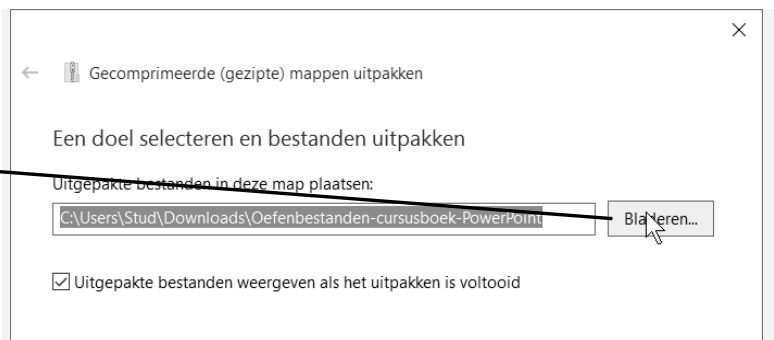 Gecomprimeerde (gezipte) mappen uitpakken
Een doel selecteren en bestanden uitpakken
Uitgepakte bestanden in deze map plaatsen:
C:\Users\Stud\Downloads\Oefenbestanden-cursusboek-PowerPoint
Bladeren...
Uitgepakte bestanden weergeven als het uitpakken is voltooid